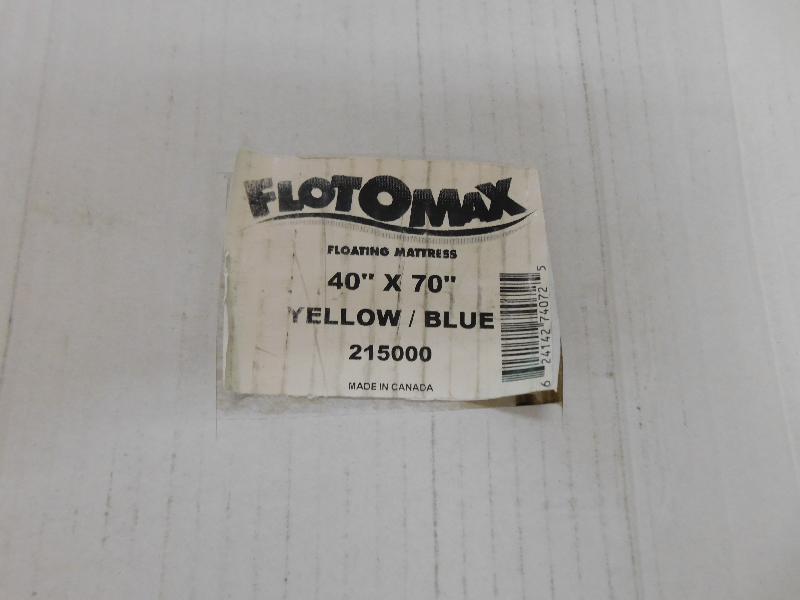 FLOTOMAX
FLOATING MATTRESS
40" X 70"
YELLOW / BLUE
215000
MADE IN CANADA
6 24142 74072 5